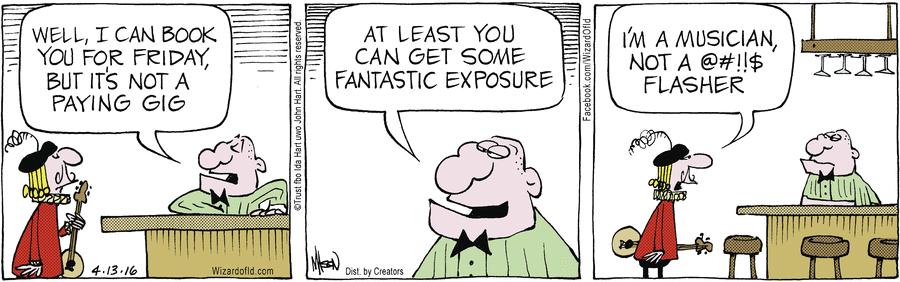 WELL, I CAN BOOK
YOU FOR FRIDAY,
BUT IT'S NOT A
PAYING GIG
4·13·16
WizardofId.com
©Trust fbo Ida Hart uwo John Hart. All rights reserved.
AT LEAST YOU
CAN GET SOME
FANTASTIC EXPOSURE
MASON
Dist. by Creators
Facebook.com/WizardOfId
I'M A MUSICIAN,
NOT A @#!!$
FLASHER